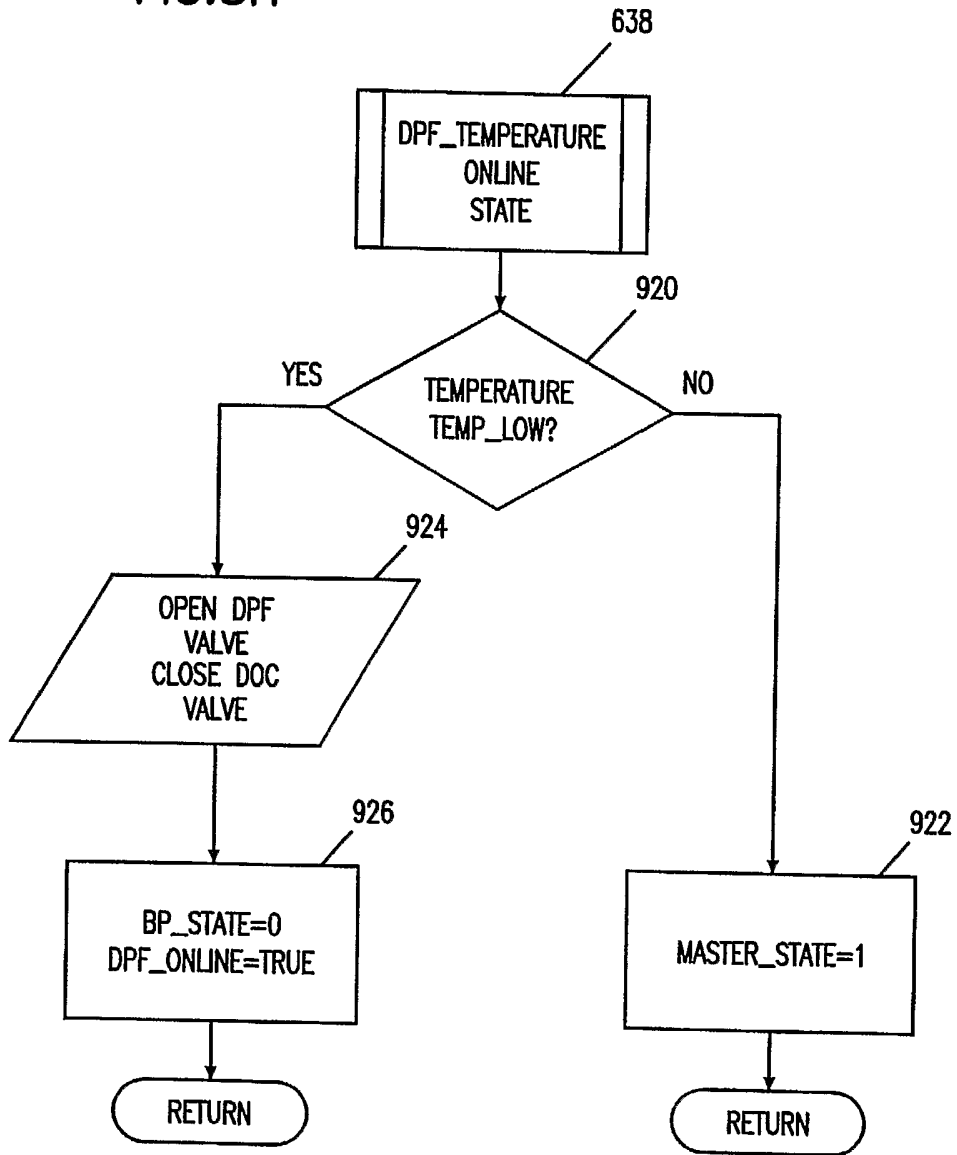 638
DPF_TEMPERATURE
ONLINE
STATE
920
YES
TEMPERATURE
TEMP_LOW?
NO
924
OPEN DPF
VALVE
CLOSE DOC
VALVE
926
BP_STATE=0
DPF_ONLINE=TRUE
922
MASTER_STATE=1
RETURN
RETURN